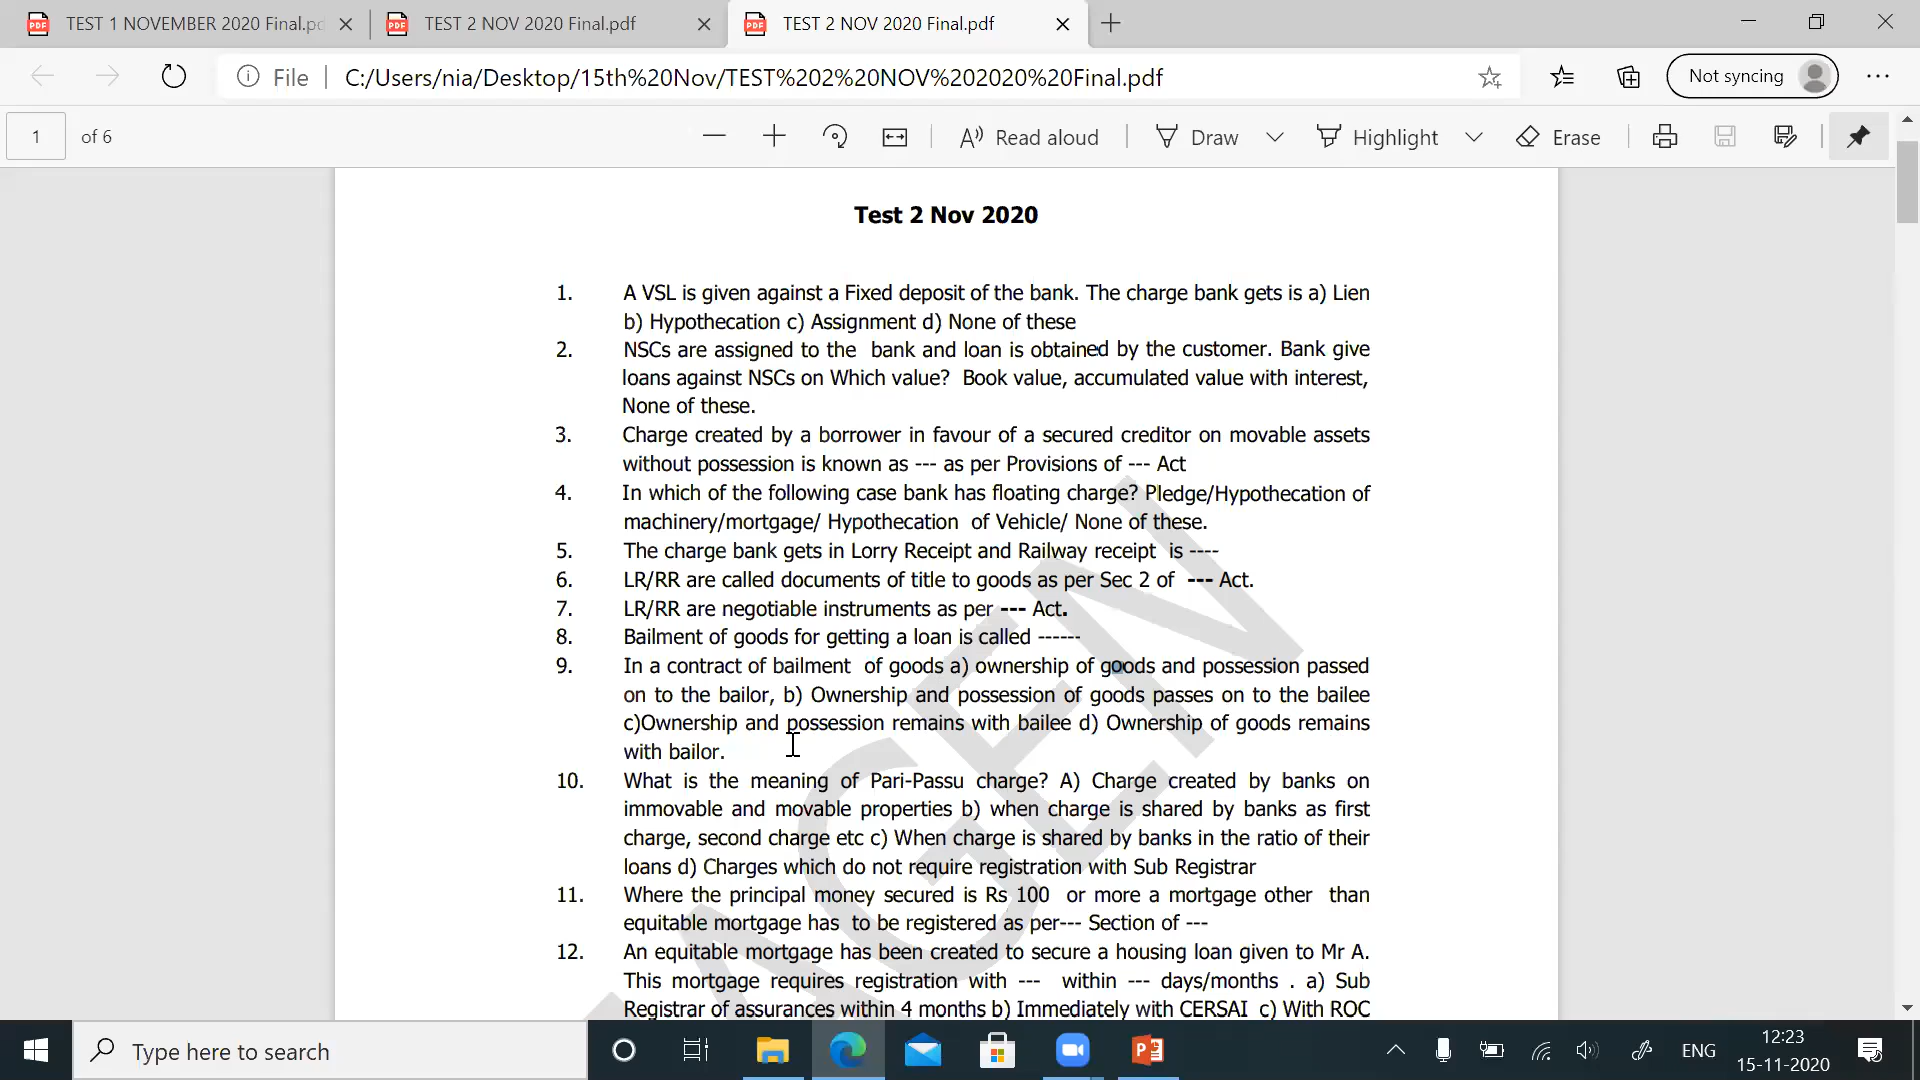 TEST 1 NOVEMBER 2020 Final.pd
TEST 2 NOV 2020 Final.pdf
TEST 2 NOV 2020 Final.pdf
File
C:/Users/nia/Desktop/15th%20Nov/TEST%202%20NOV%202020%20Final.pdf
Not syncing
1 of 6
Read aloud
Draw
Highlight
Erase
Test 2 Nov 2020
1. A VSL is given against a Fixed deposit of the bank. The charge bank gets is a) Lien
b) Hypothecation c) Assignment d) None of these
2. NSCs are assigned to the bank and loan is obtained by the customer. Bank give
loans against NSCs on Which value? Book value, accumulated value with interest,
None of these.
3. Charge created by a borrower in favour of a secured creditor on movable assets
without possession is known as --- as per Provisions of --- Act
4. In which of the following case bank has floating charge? Pledge/Hypothecation of
machinery/mortgage/ Hypothecation of Vehicle/ None of these.
5. The charge bank gets in Lorry Receipt and Railway receipt is ----
6. LR/RR are called documents of title to goods as per Sec 2 of --- Act.
7. LR/RR are negotiable instruments as per --- Act.
8. Bailment of goods for getting a loan is called ------
9. In a contract of bailment of goods a) ownership of goods and possession passed
on to the bailor, b) Ownership and possession of goods passes on to the bailee
c)Ownership and possession remains with bailee d) Ownership of goods remains
with bailor.
10. What is the meaning of Pari-Passu charge? A) Charge created by banks on
immovable and movable properties b) when charge is shared by banks as first
charge, second charge etc c) When charge is shared by banks in the ratio of their
loans d) Charges which do not require registration with Sub Registrar
11. Where the principal money secured is Rs 100 or more a mortgage other than
equitable mortgage has to be registered as per--- Section of ---
12. An equitable mortgage has been created to secure a housing loan given to Mr A.
This mortgage requires registration with --- within --- days/months . a) Sub
Registrar of assurances within 4 months b) Immediately with CERSAI c) With ROC
AGEN
Type here to search
ENG
12:23
15-11-2020